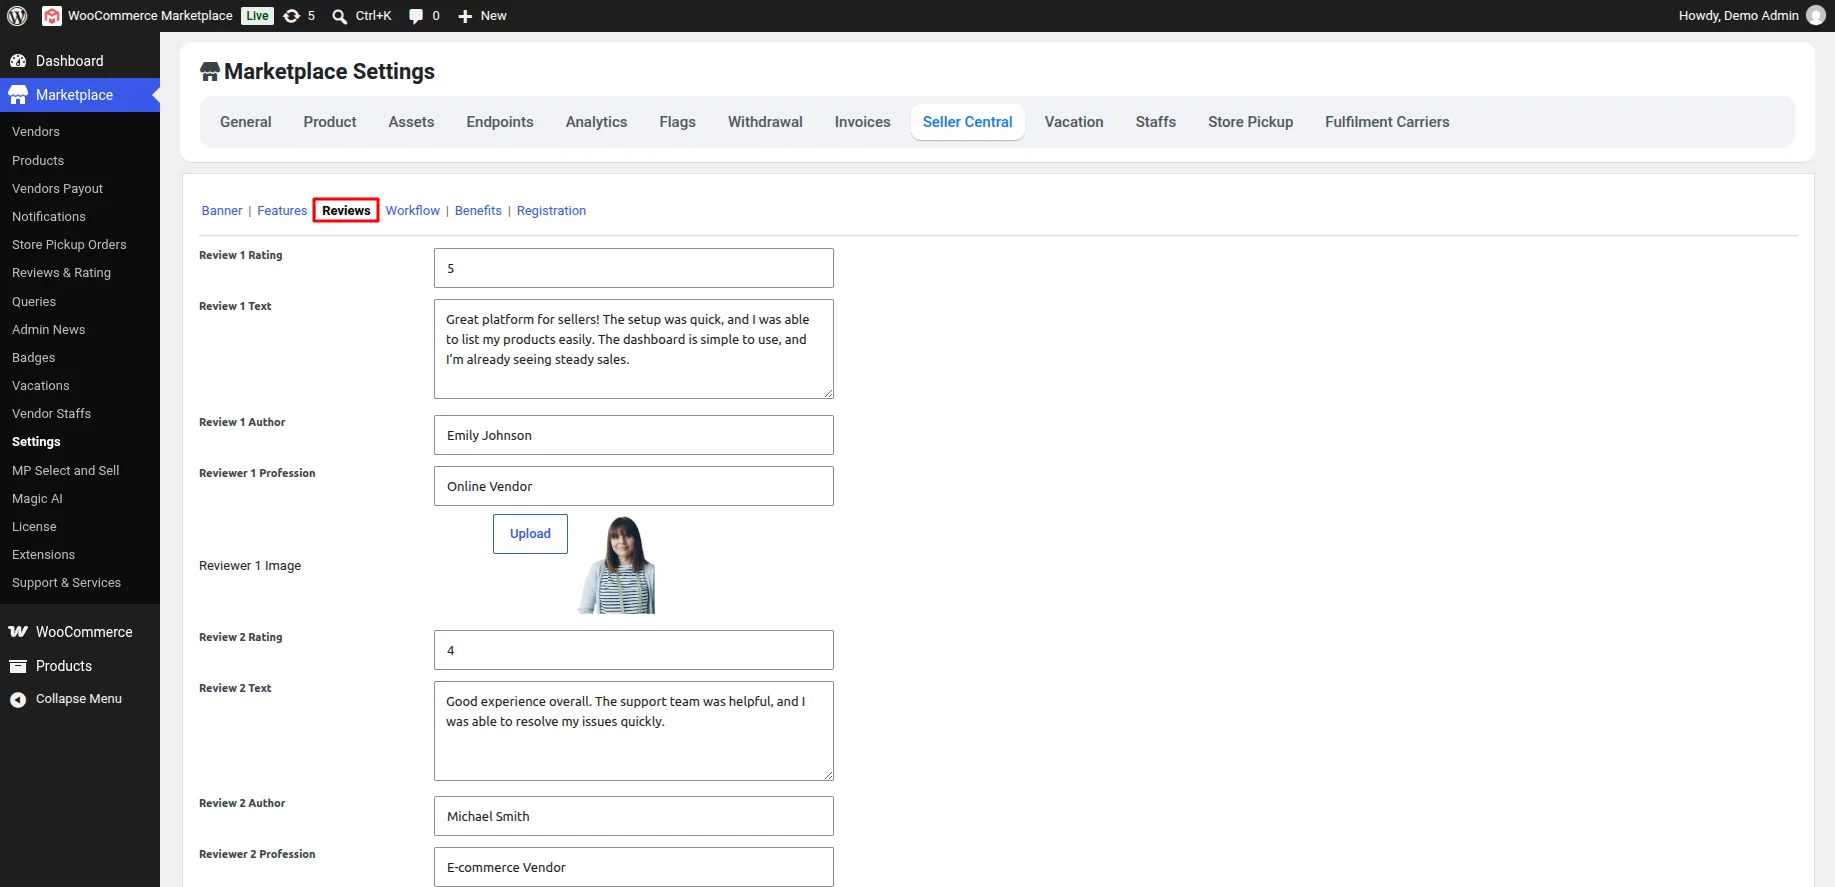 WooCommerce Marketplace Live 5 Ctrl+K 0 New Howdy, Demo Admin
Dashboard
Marketplace
Vendors
Products
Vendors Payout
Notifications
Store Pickup Orders
Reviews & Rating
Queries
Admin News
Badges
Vacations
Vendor Staffs
Settings
MP Select and Sell
Magic AI
License
Extensions
Support & Services
WooCommerce
Products
Collapse Menu
Marketplace Settings
General Product Assets Endpoints Analytics Flags Withdrawal Invoices Seller Central Vacation Staffs Store Pickup Fulfilment Carriers
Banner | Features Reviews Workflow | Benefits | Registration
Review 1 Rating
5
Review 1 Text
Great platform for sellers! The setup was quick, and I was able
to list my products easily. The dashboard is simple to use, and
I’m already seeing steady sales.
Review 1 Author
Emily Johnson
Reviewer 1 Profession
Online Vendor
Upload
Reviewer 1 Image
Review 2 Rating
4
Review 2 Text
Good experience overall. The support team was helpful, and I
was able to resolve my issues quickly.
Review 2 Author
Michael Smith
Reviewer 2 Profession
E-commerce Vendor